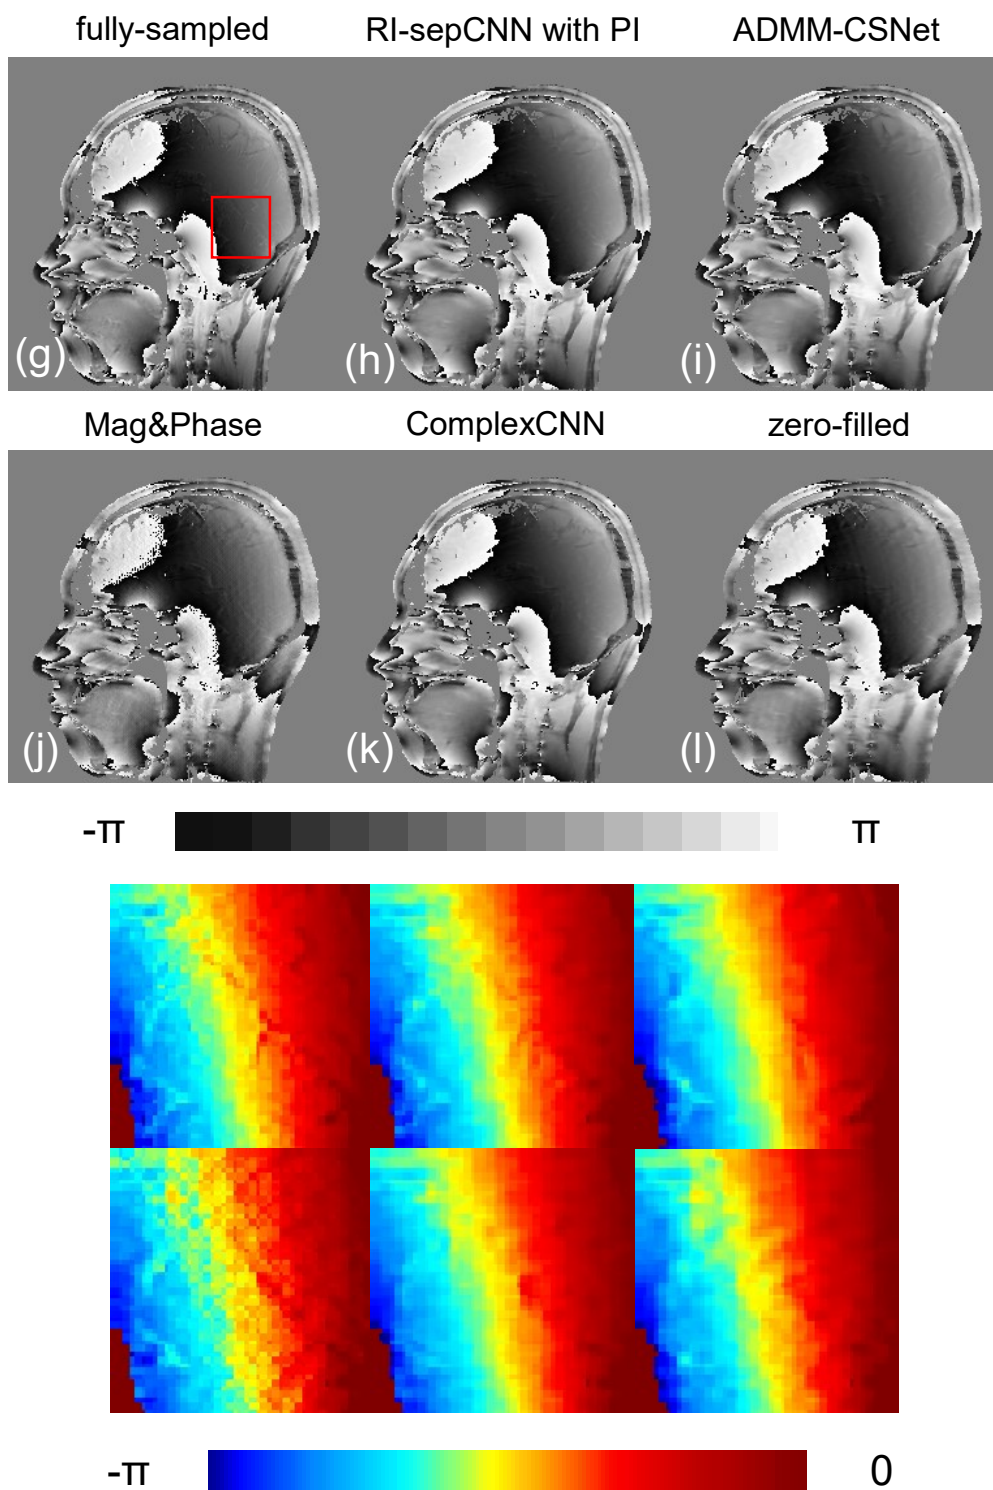 fully-sampled RI-sepCNN with PI ADMM-CSNet
(g) (h) (i)
Mag&Phase ComplexCNN zero-filled
(j) (k) (l)
-π π
-π 0